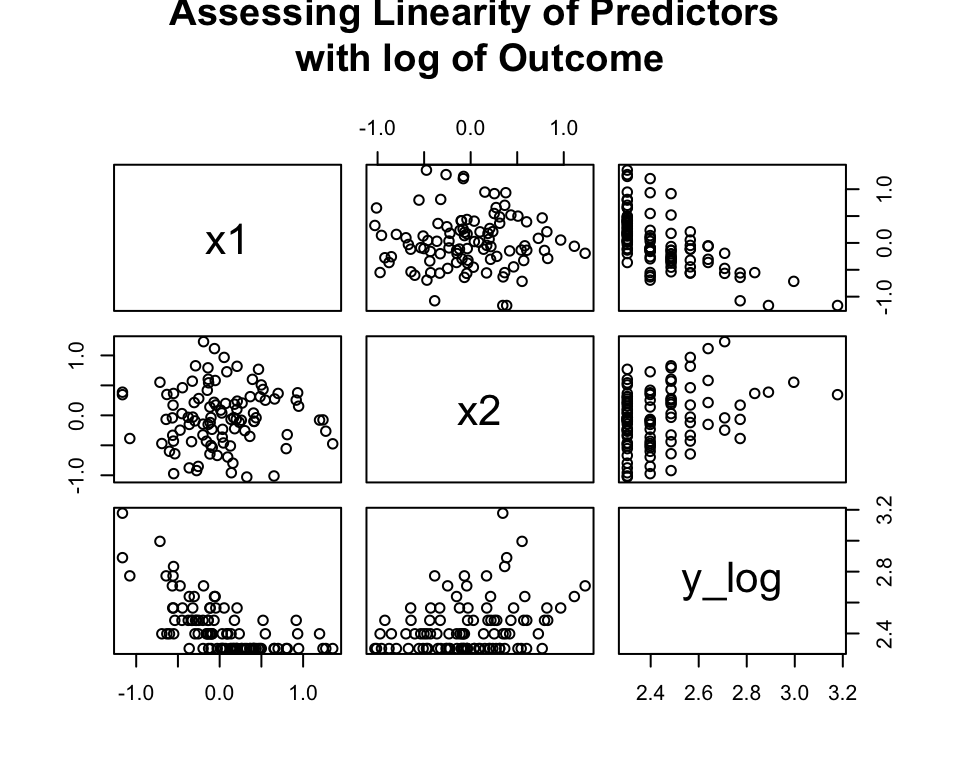 Assessing Linearity of Predictors
with log of Outcome
-1.0 0.0 1.0
x1
-1.0 0.0 1.0
-1.0 0.0 1.0
x2
y_log
2.4 2.8 3.2
-1.0 0.0 1.0
2.4 2.6 2.8 3.0 3.2